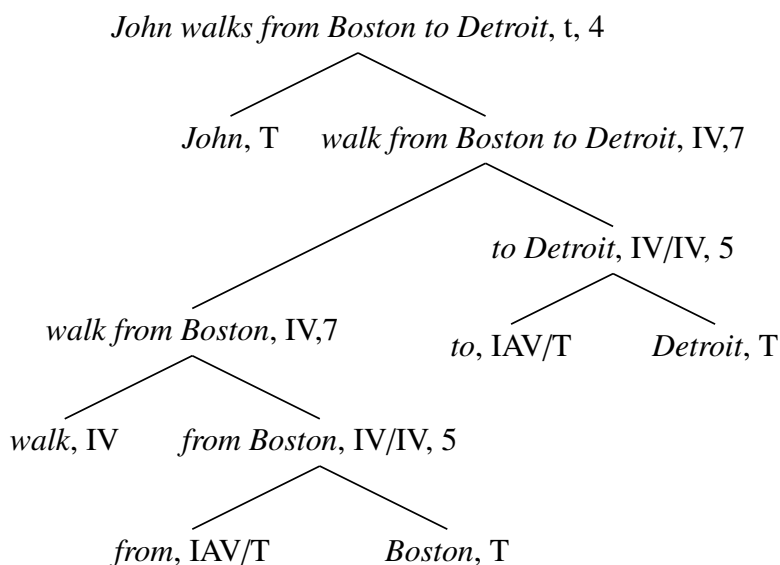 John walks from Boston to Detroit, t, 4
John, T walk from Boston to Detroit, IV,7
to Detroit, IV/IV, 5
walk from Boston, IV,7
to, IAV/T Detroit, T
walk, IV from Boston, IV/IV, 5
from, IAV/T Boston, T